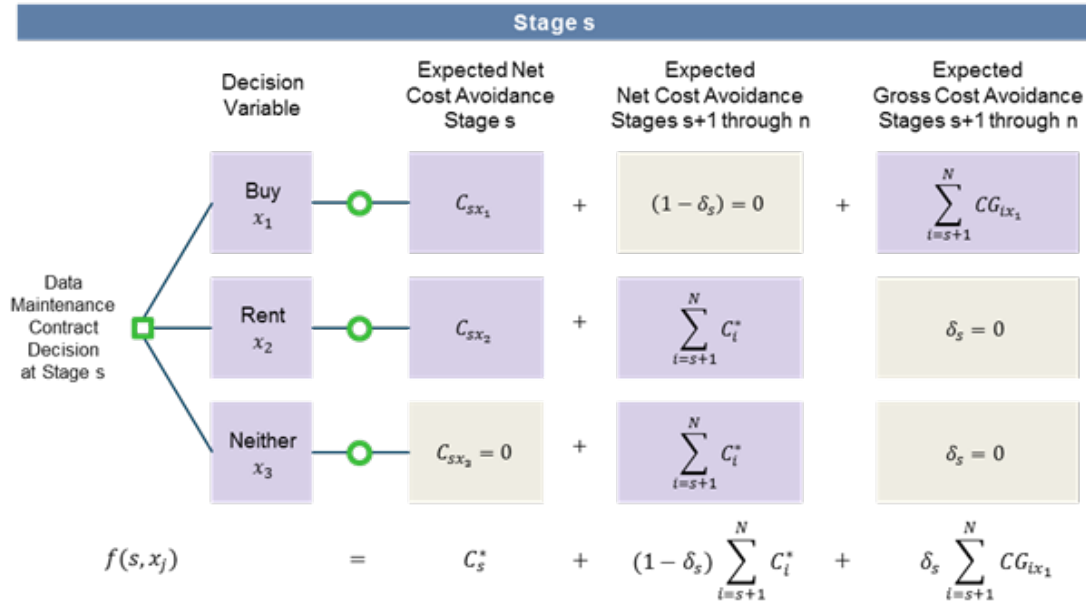 Stage s
Decision
Variable
Expected Net
Cost Avoidance
Stage s
Expected
Net Cost Avoidance
Stages s+1 through n
Expected
Gross Cost Avoidance
Stages s+1 through n
Data
Maintenance
Contract
Decision
at Stage s
Buy
x₁
C_{sx₁}
+
(1 − δ_s) = 0
+
∑_{i=s+1}^{N} CG_{ix₁}
Rent
x₂
C_{sx₂}
+
∑_{i=s+1}^{N} C_i^*
δ_s = 0
Neither
x₃
C_{sx₃} = 0
+
∑_{i=s+1}^{N} C_i^*
δ_s = 0
f(s, x_j) = C_s^* + (1 − δ_s) ∑_{i=s+1}^{N} C_i^* + δ_s ∑_{i=s+1}^{N} CG_{ix₁}